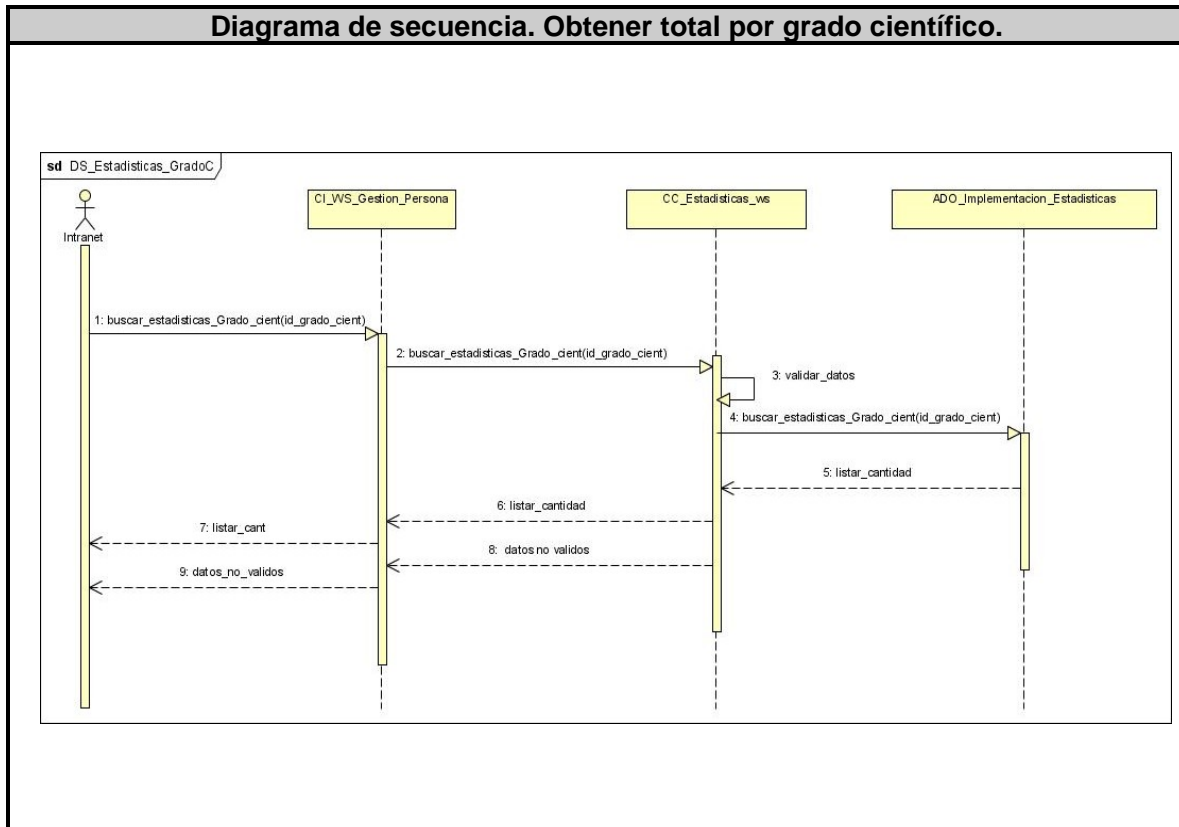 Diagrama de secuencia. Obtener total por grado científico.
sd DS_Estadisticas_GradoC
Intranet
CI_WS_Gestion_Persona
CC_Estadisticas_ws
ADO_Implementacion_Estadisticas
1: buscar_estadisticas_Grado_cient(id_grado_cient)
2: buscar_estadisticas_Grado_cient(id_grado_cient)
3: validar_datos
4: buscar_estadisticas_Grado_cient(id_grado_cient)
5: listar_cantidad
6: listar_cantidad
7: listar_cant
8: datos no validos
9: datos_no_validos